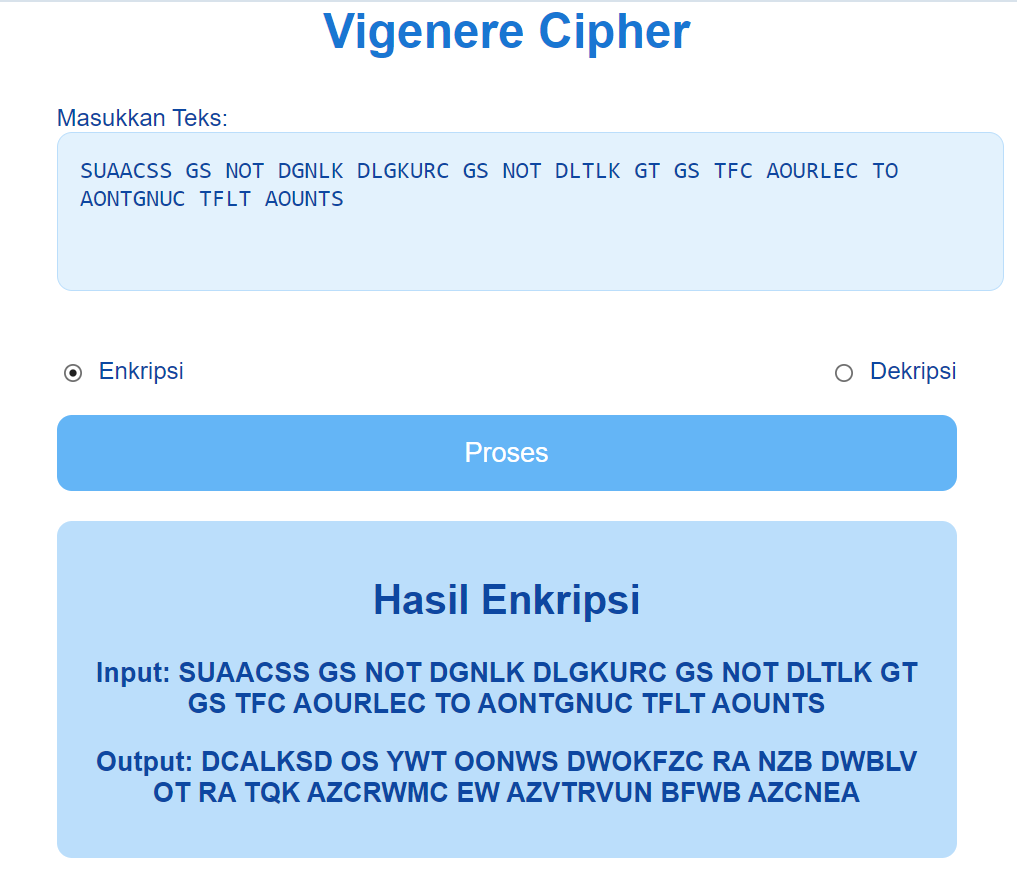 Vigenere Cipher
Masukkan Teks:
SUAACSS GS NOT DGNLK DLGKURC GS NOT DLTLK GT GS TFC AOURLEC TO
AONTGNUC TFLT AOUNTS
Enkripsi
Dekripsi
Proses
Hasil Enkripsi
Input: SUAACSS GS NOT DGNLK DLGKURC GS NOT DLTLK GT
GS TFC AOURLEC TO AONTGNUC TFLT AOUNTS
Output: DCALKSD OS YWT OONWS DWOKFZC RA NZB DWBLV
OT RA TQK AZCRWMC EW AZVTRVUN BFWB AZCNEA